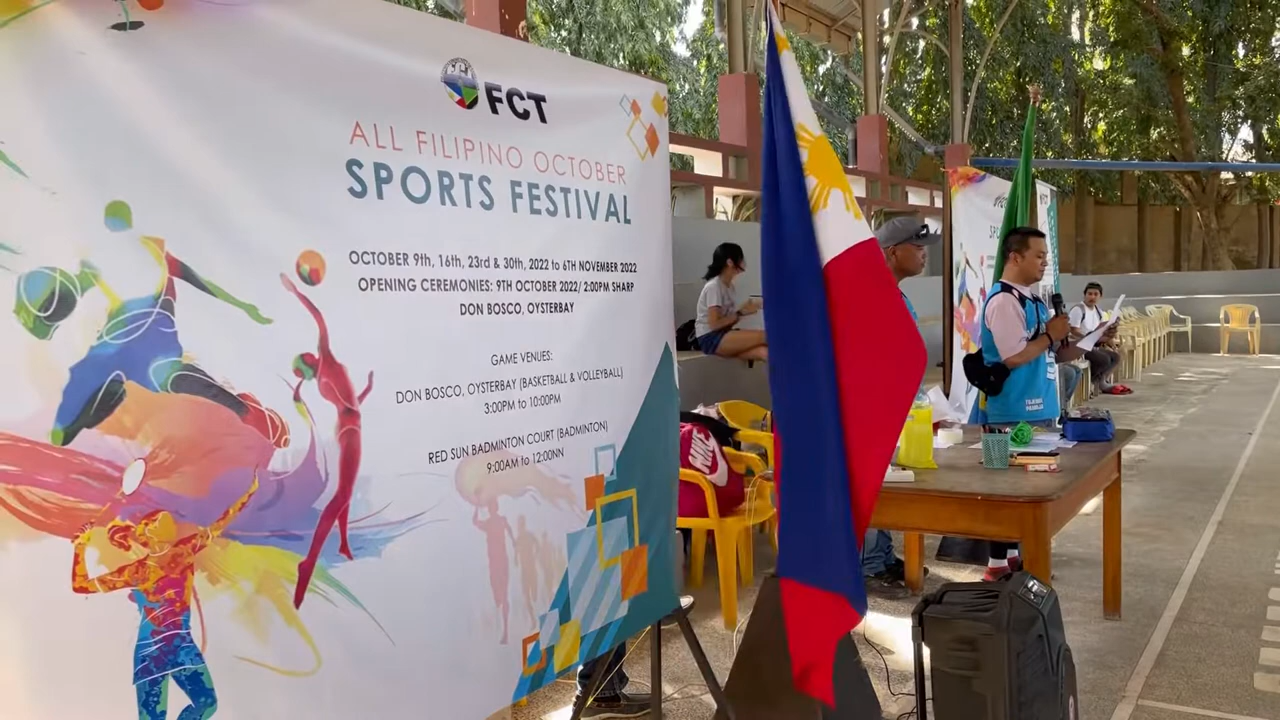 FCT
ALL FILIPINO OCTOBER
SPORTS FESTIVAL
OCTOBER 9th, 16th, 23rd & 30th, 2022 to 6TH NOVEMBER 2022
OPENING CEREMONIES: 9TH OCTOBER 2022/ 2:00PM SHARP
DON BOSCO, OYSTERBAY
GAME VENUES:
DON BOSCO, OYSTERBAY (BASKETBALL & VOLLEYBALL)
3:00PM to 10:00PM
RED SUN BADMINTON COURT (BADMINTON)
9:00AM to 12:00NN
NIKE
FCT